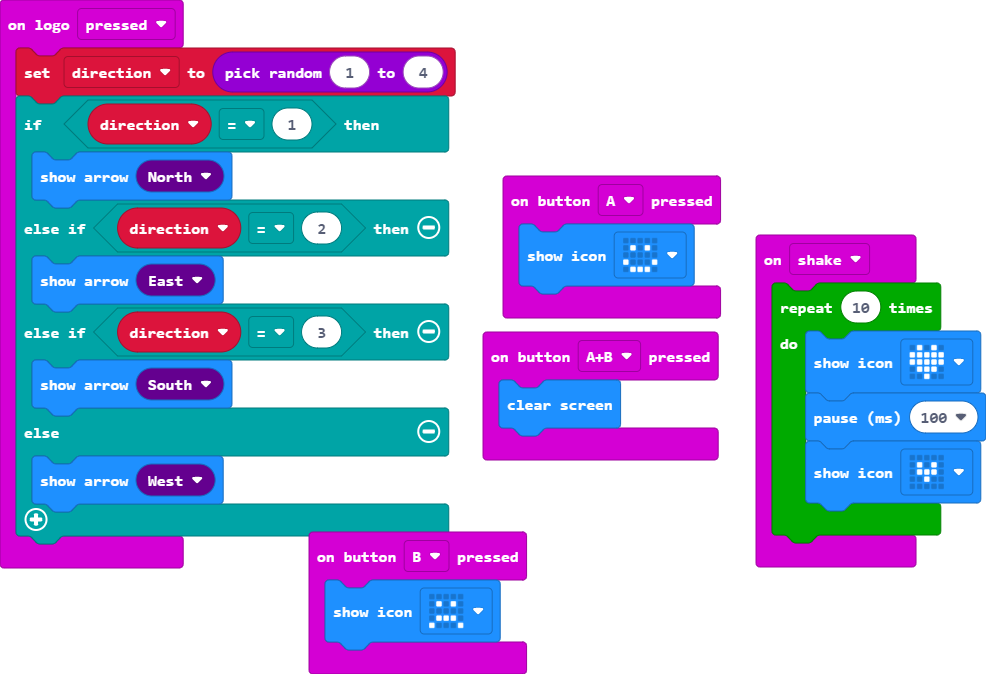 on logo pressed
set direction to pick random 1 to 4
if direction = 1 then
show arrow North
else if direction = 2 then
show arrow East
else if direction = 3 then
show arrow South
else
show arrow West
on button A pressed
show icon
on button A+B pressed
clear screen
on button B pressed
show icon
on shake
repeat 10 times
do
show icon
pause (ms) 100
show icon